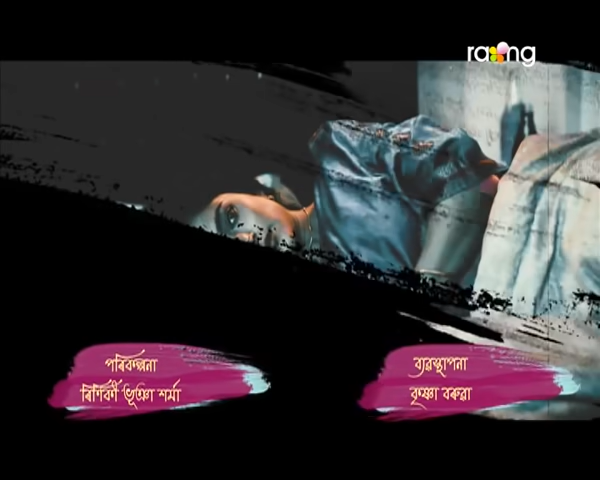 rang
পৰিকল্পনা
ৰিণিকী ভূঞা শৰ্মা
ব্যৱস্থাপনা
কৃষ্ণা বৰুৱা